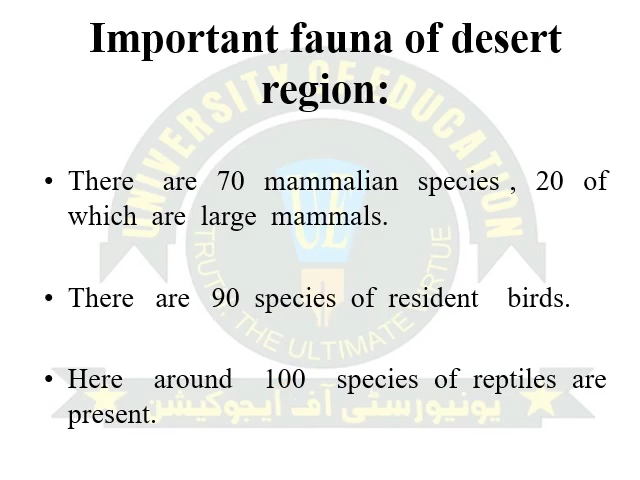 Important fauna of desert
region:
UNIVERSITY OF EDUCATION
UE
TRUTH, THE ULTIMATE VIRTUE
• There are 70 mammalian species , 20 of
which are large mammals.
• There are 90 species of resident birds.
• Here around 100 species of reptiles are
present.
یونیورسٹی آف ایجوکیشن